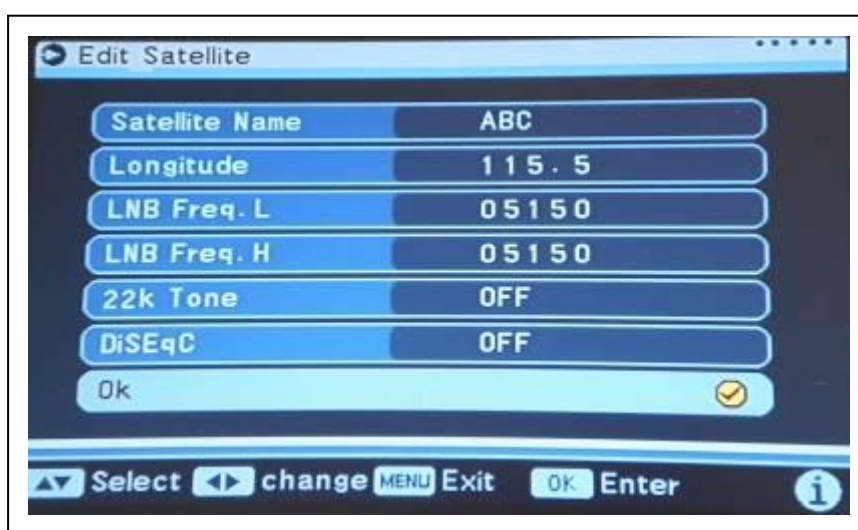 Edit Satellite
Satellite Name ABC
Longitude 115.5
LNB Freq. L 05150
LNB Freq. H 05150
22k Tone OFF
DiSEqC OFF
Ok
Select change MENU Exit OK Enter i